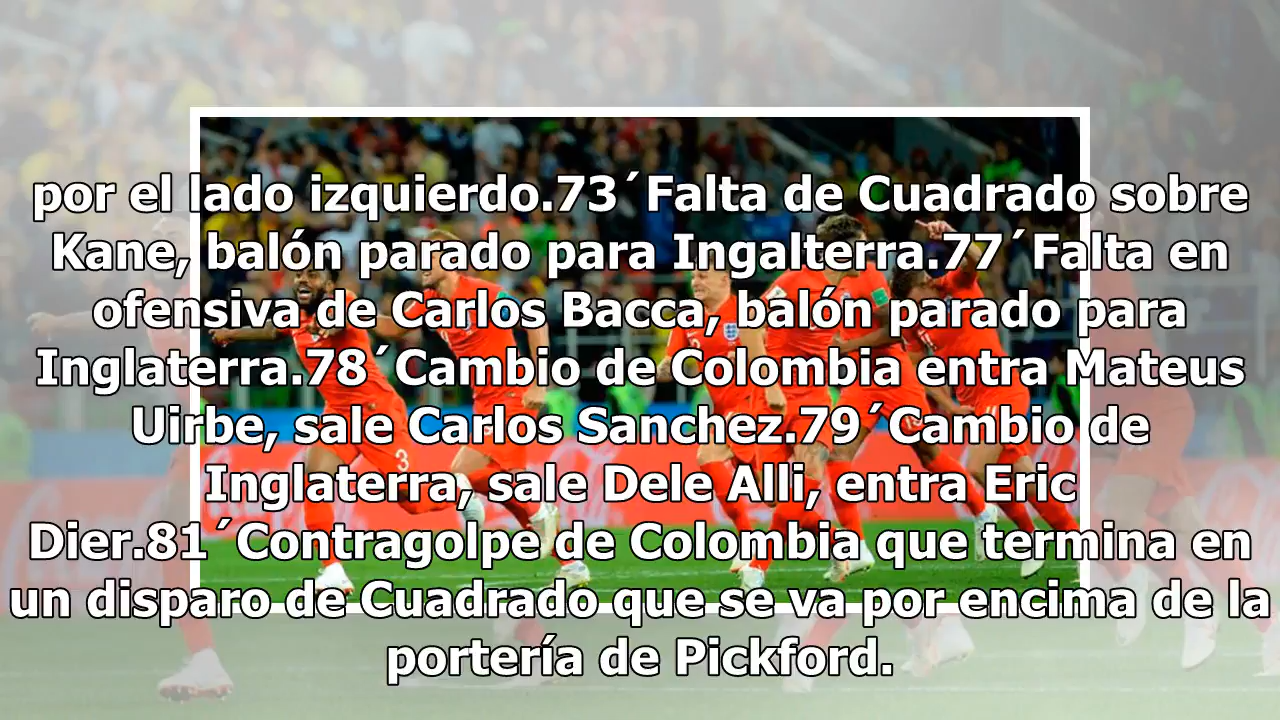 por el lado izquierdo.73´Falta de Cuadrado sobre
Kane, balón parado para Ingalterra.77´Falta en
ofensiva de Carlos Bacca, balón parado para
Inglaterra.78´Cambio de Colombia entra Mateus
Uirbe, sale Carlos Sanchez.79´Cambio de
Inglaterra, sale Dele Alli, entra Eric
Dier.81´Contragolpe de Colombia que termina en
un disparo de Cuadrado que se va por encima de la
portería de Pickford.
3